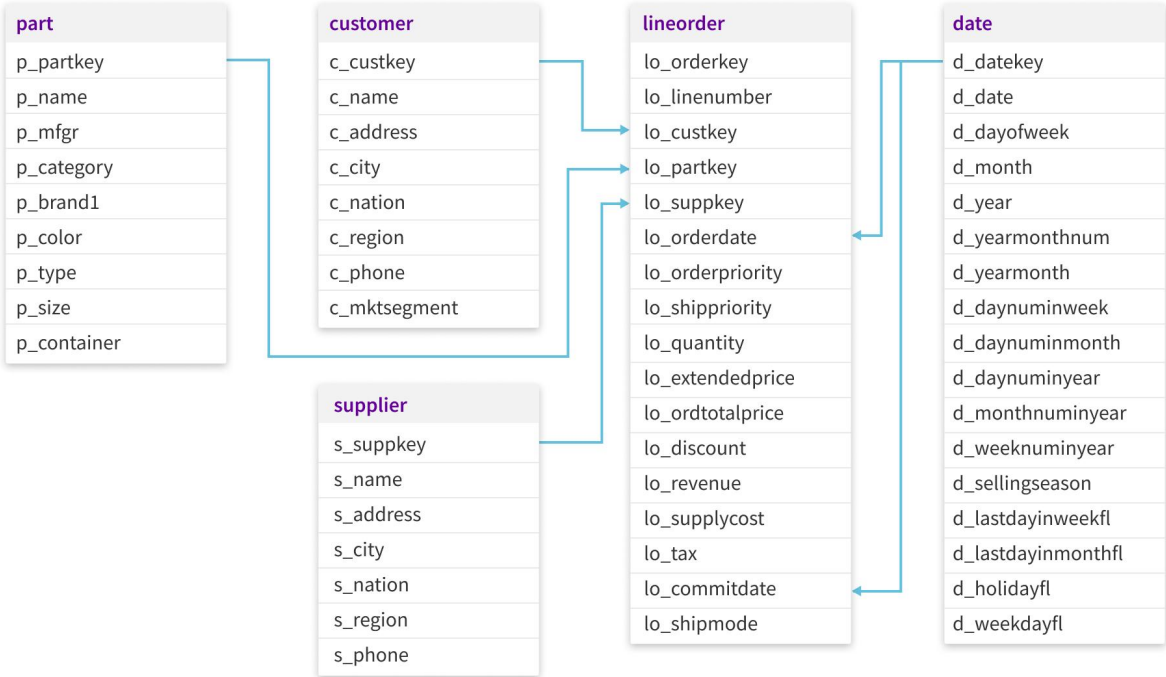 part
p_partkey
p_name
p_mfgr
p_category
p_brand1
p_color
p_type
p_size
p_container
customer
c_custkey
c_name
c_address
c_city
c_nation
c_region
c_phone
c_mktsegment
supplier
s_suppkey
s_name
s_address
s_city
s_nation
s_region
s_phone
lineorder
lo_orderkey
lo_linenumber
lo_custkey
lo_partkey
lo_suppkey
lo_orderdate
lo_orderpriority
lo_shippriority
lo_quantity
lo_extendedprice
lo_ordtotalprice
lo_discount
lo_revenue
lo_supplycost
lo_tax
lo_commitdate
lo_shipmode
date
d_datekey
d_date
d_dayofweek
d_month
d_year
d_yearmonthnum
d_yearmonth
d_daynuminweek
d_daynuminmonth
d_daynuminyear
d_monthnuminyear
d_weeknuminyear
d_sellingseason
d_lastdayinweekfl
d_lastdayinmonthfl
d_holidayfl
d_weekdayfl